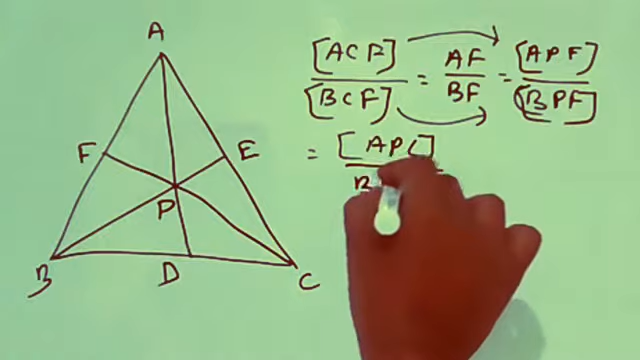 A
F
E
P
B
D
C
[ACF] / [BCF] = AF / BF = [APF] / [BPF]
= [APC]
B